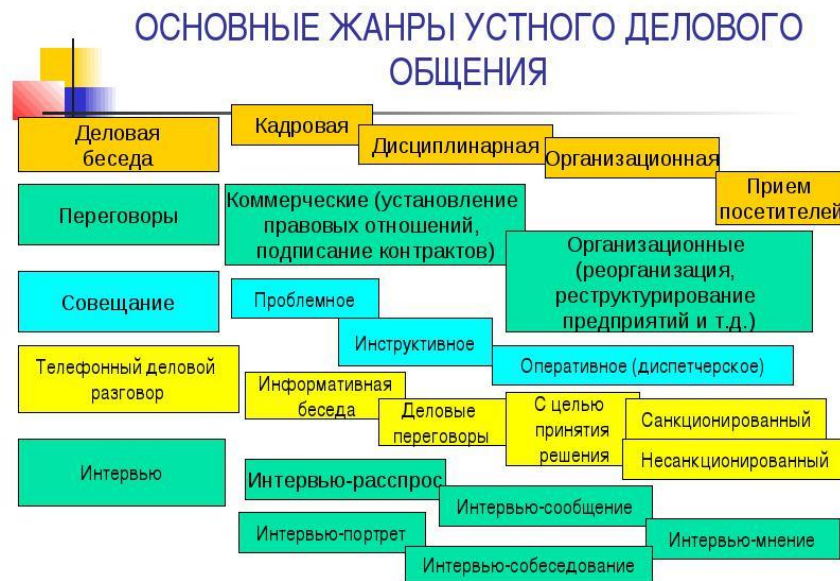 ОСНОВНЫЕ ЖАНРЫ УСТНОГО ДЕЛОВОГО
ОБЩЕНИЯ
Деловая
беседа
Кадровая
Дисциплинарная
Организационная
Прием
посетителей
Переговоры
Коммерческие (установление
правовых отношений,
подписание контрактов)
Организационные
(реорганизация,
реструктурирование
предприятий и т.д.)
Совещание
Проблемное
Инструктивное
Оперативное (диспетчерское)
Телефонный деловой
разговор
Информативная
беседа
Деловые
переговоры
С целью
принятия
решения
Санкционированный
Несанкционированный
Интервью
Интервью-расспрос
Интервью-сообщение
Интервью-портрет
Интервью-мнение
Интервью-собеседование